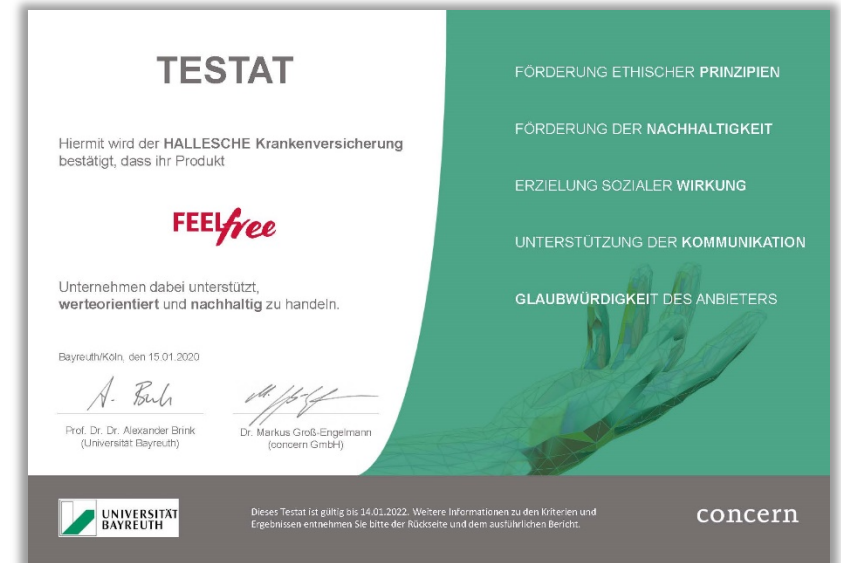 TESTAT
Hiermit wird der HALLESCHE Krankenversicherung
bestätigt, dass ihr Produkt
FEELfree
Unternehmen dabei unterstützt,
werteorientiert und nachhaltig zu handeln.
Bayreuth/Köln, den 15.01.2020
Prof. Dr. Dr. Alexander Brink
(Universität Bayreuth)
Dr. Markus Groß-Engelmann
(concern GmbH)
FÖRDERUNG ETHISCHER PRINZIPIEN
FÖRDERUNG DER NACHHALTIGKEIT
ERZIELUNG SOZIALER WIRKUNG
UNTERSTÜTZUNG DER KOMMUNIKATION
GLAUBWÜRDIGKEIT DES ANBIETERS
UNIVERSITÄT
BAYREUTH
Dieses Testat ist gültig bis 14.01.2022. Weitere Informationen zu den Kriterien und
Ergebnissen entnehmen Sie bitte der Rückseite und dem ausführlichen Bericht.
concern